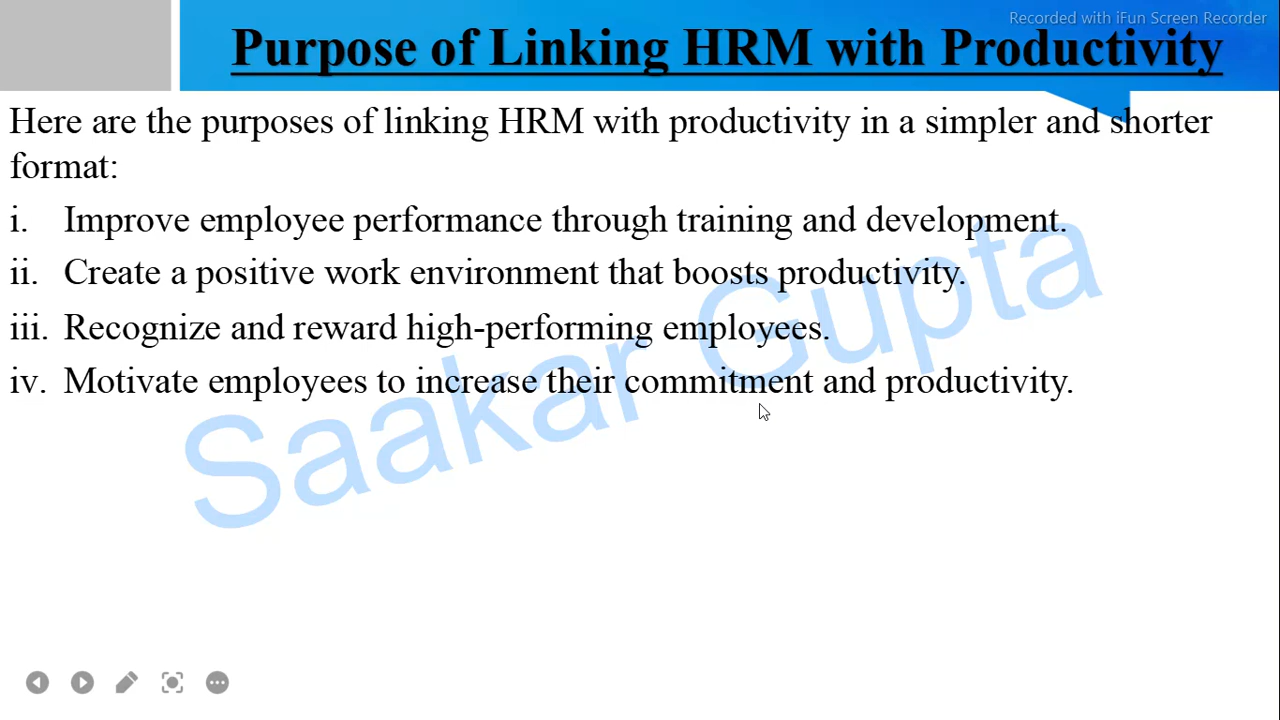 Recorded with iFun Screen Recorder
Purpose of Linking HRM with Productivity
Here are the purposes of linking HRM with productivity in a simpler and shorter
format:
i. Improve employee performance through training and development.
ii. Create a positive work environment that boosts productivity.
iii. Recognize and reward high-performing employees.
iv. Motivate employees to increase their commitment and productivity.
Saakar Gupta